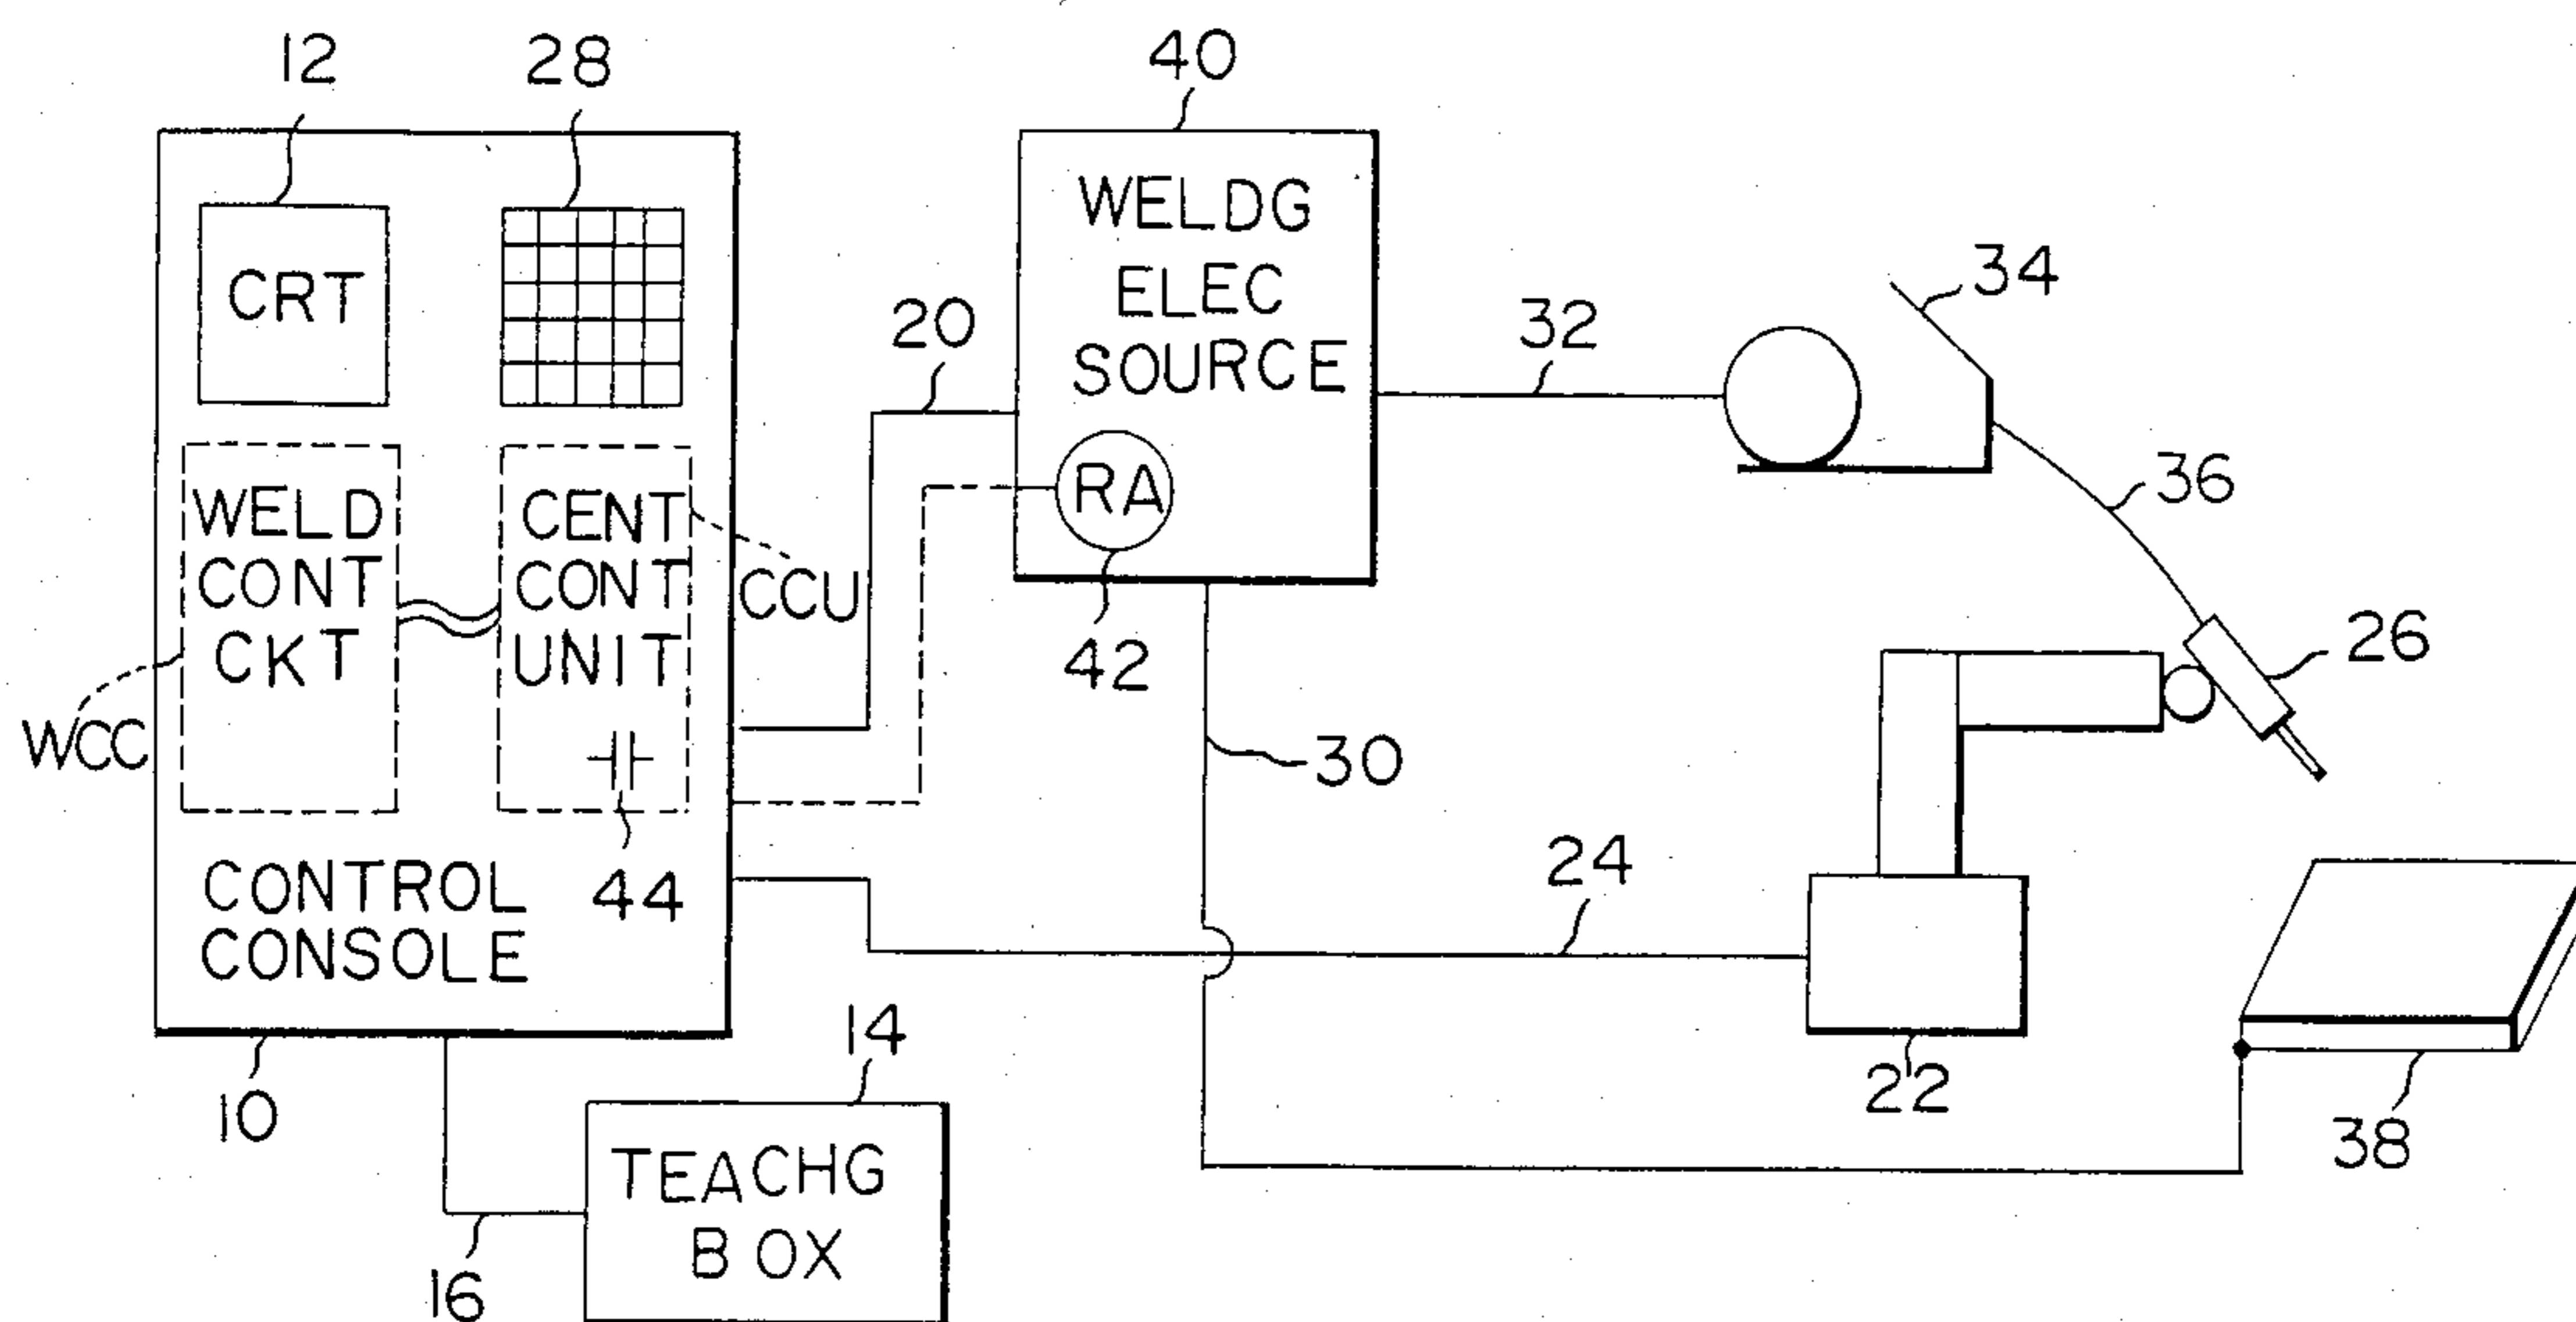 12
28
40
CRT
WELDG
ELEC
SOURCE
RA
42
20
32
34
36
26
WELD
CONT
CKT
CENT
CONT
UNIT
CCU
WCC
44
30
24
22
38
CONTROL
CONSOLE
10
14
TEACHG
BOX
16